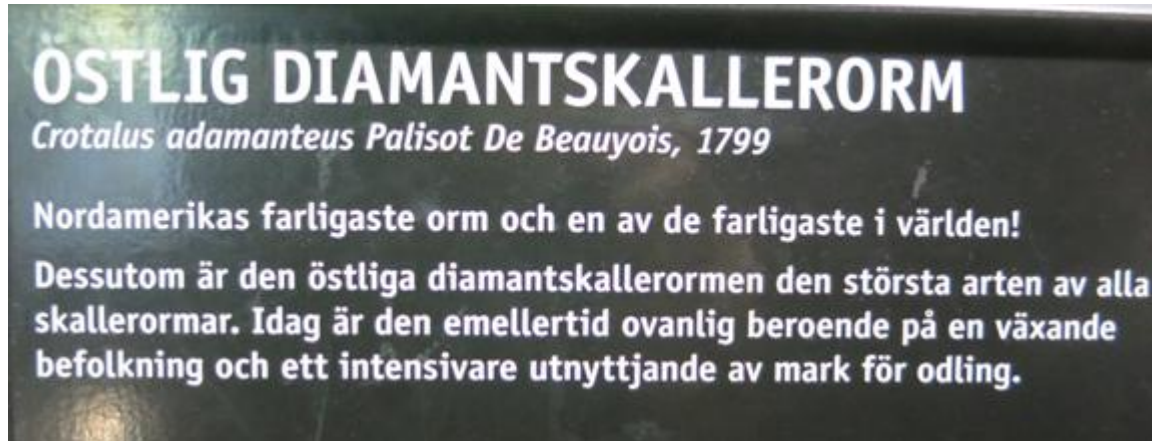 ÖSTLIG DIAMANTSKALLERORM
Crotalus adamanteus Palisot De Beauyois, 1799
Nordamerikas farligaste orm och en av de farligaste i världen!
Dessutom är den östliga diamantskallerormen den största arten av alla
skallerormar. Idag är den emellertid ovanlig beroende på en växande
befolkning och ett intensivare utnyttjande av mark för odling.